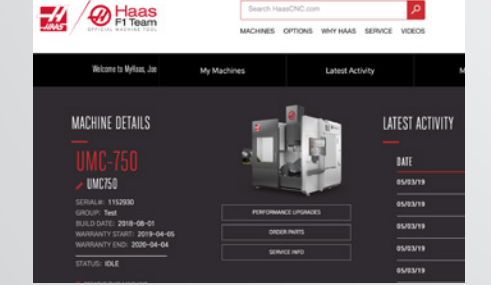 HAAS
Haas
F1 Team
OFFICIAL MACHINE TOOL
Search HaasCNC.com
MACHINES OPTIONS WHY HAAS SERVICE VIDEOS
Welcome to MyHaas, Joe
My Machines
Latest Activity
M
MACHINE DETAILS
UMC-750
UMC750
SERIAL#: 1152930
GROUP: Test
BUILD DATE: 2018-08-01
WARRANTY START: 2019-04-05
WARRANTY END: 2020-04-04
STATUS: IDLE
PERFORMANCE UPGRADES
ORDER PARTS
SERVICE INFO
LATEST ACTIVITY
DATE
05/03/19
05/03/19
05/03/19
05/03/19
05/03/19